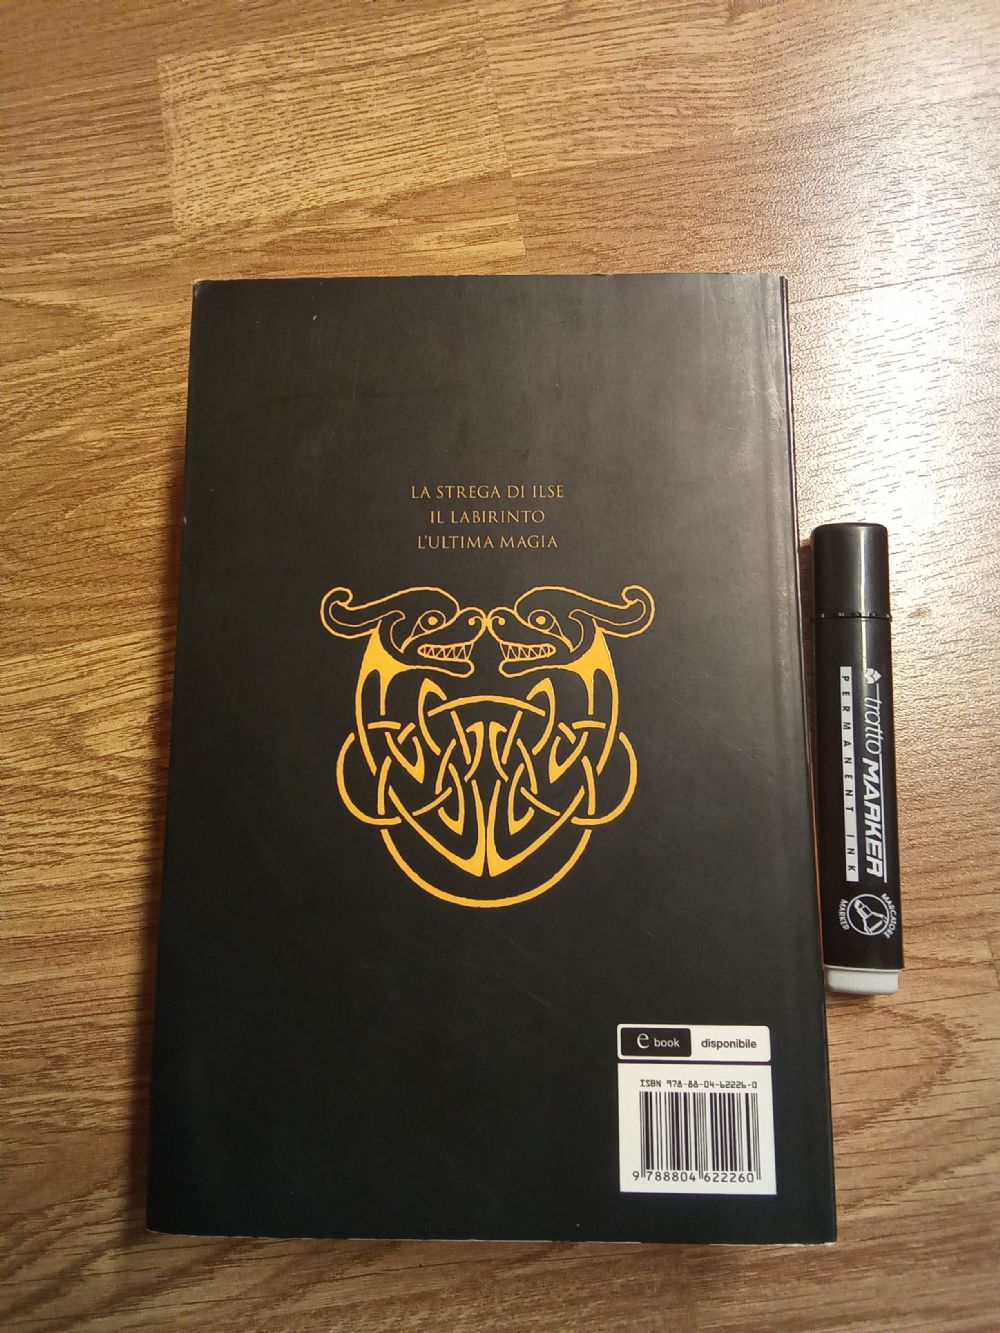 LA STREGA DI ILSE
IL LABIRINTO
L'ULTIMA MAGIA
e book disponibile
ISBN 978-88-04-62226-0
9 788804 622260
tratto MARKER
PERMANENT INK
MARCATORE
MARKER